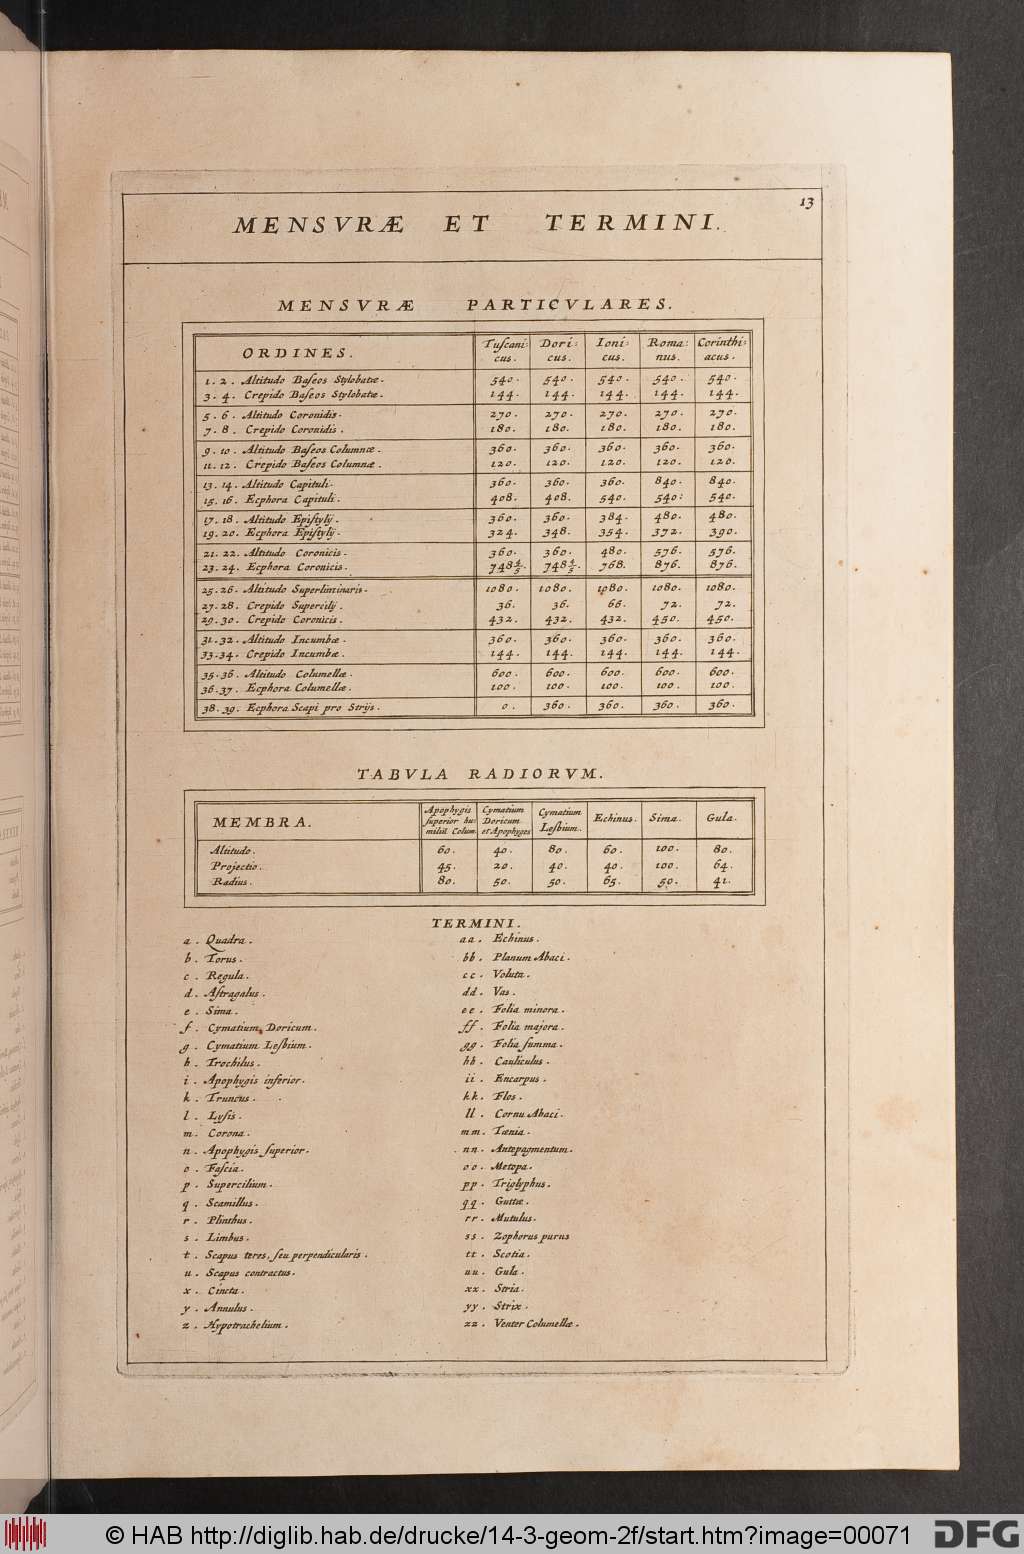 13
MENSVRÆ ET TERMINI.
MENSVRÆ PARTICVLARES.
ORDINES. Tuſcani⸗cus. Dori⸗cus. Ioni⸗cus. Roma⸗nus. Corinthi⸗acus.
1. 2. Altitudo Baſeos Stylobatæ. 540. 540. 540. 540. 540.
3. 4. Crepido Baſeos Stylobatæ. 144. 144. 144. 144. 144.
5. 6. Altitudo Coronidis. 270. 270. 270. 270. 270.
7. 8. Crepido Coronidis. 180. 180. 180. 180. 180.
9. 10. Altitudo Baſeos Columnæ. 360. 360. 360. 360. 360.
11. 12. Crepido Baſeos Columnæ. 120. 120. 120. 120. 120.
13. 14. Altitudo Capituli. 360. 360. 360. 840. 840.
15. 16. Ecphora Capituli. 408. 408. 540. 540: 540.
17. 18. Altitudo Epiſtylÿ. 360. 360. 384. 480. 480.
19. 20. Ecphora Epiſtylÿ. 324. 348. 354. 372. 390.
21. 22. Altitudo Coronicis. 360. 360. 480. 576. 576.
23. 24. Ecphora Coronicis. 748 4/5. 748 4/5. 768. 876. 876.
25. 26. Altitudo Superliminaris. 1080. 1080. 1080. 1080. 1080.
27. 28. Crepido Supercilÿ. 36. 36. 66. 72. 72.
29. 30. Crepido Coronicis. 432. 432. 432. 450. 450.
31. 32. Altitudo Incumbæ. 360. 360. 360. 360. 360.
33. 34. Crepido Incumbæ. 144. 144. 144. 144. 144.
35. 36. Altitudo Columellæ. 600. 600. 600. 600. 600.
36. 37. Ecphora Columellæ. 100. 100. 100. 100. 100.
38. 39. Ecphora Scapi pro Strijs. 0. 360. 360. 360. 360.
TABVLA RADIORVM.
MEMBRA. Apophygis ſuperior hu⸗milis Colum. Cymatium Doricum et Apophyges Cymatium Leſbium. Echinus. Sima. Gula.
Altitudo. 60. 40. 80. 60. 100. 80.
Projectio. 45. 20. 40. 40. 100. 64.
Radius. 80. 50. 50. 65. 50. 41.
TERMINI.
a. Quadra.
b. Torus.
c. Regula.
d. Aſtragalus.
e. Sima.
f. Cymatium Doricum.
g. Cymatium Leſbium.
h. Trochilus.
i. Apophygis inferior.
k. Truncus.
l. Lyſis.
m. Corona.
n. Apophygis ſuperior.
o. Faſcia.
p. Supercilium.
q. Scamillus.
r. Plinthus.
s. Limbus.
t. Scapus teres, ſeu perpendicularis.
u. Scapus contractus.
x. Cincta.
y. Annulus.
z. Hypotrachelium.
aa. Echinus.
bb. Planum Abaci.
cc. Voluta.
dd. Vas.
ee. Folia minora.
ff. Folia majora.
gg. Folia ſumma.
hh. Cauliculus.
ii. Encarpus.
kk. Flos.
ll. Cornu Abaci.
mm. Tænia.
nn. Antepagmentum.
oo. Metopa.
pp. Triglyphus.
qq. Guttæ.
rr. Mutulus.
ss. Zophorus purus
tt. Scotia.
uu. Gula.
xx. Stria.
yy. Strix.
zz. Venter Columellæ.
© HAB http://diglib.hab.de/drucke/14-3-geom-2f/start.htm?image=00071
DFG